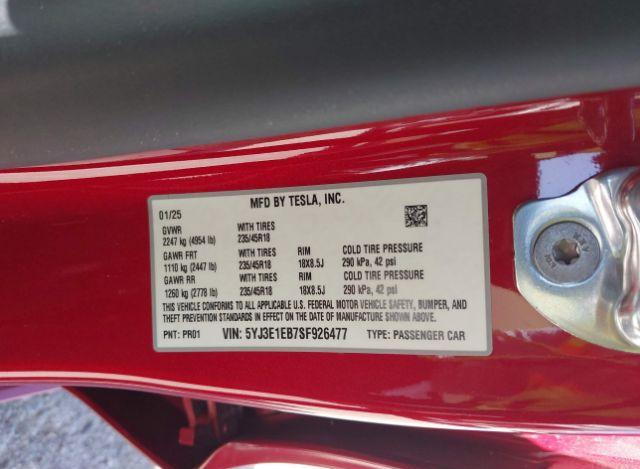 MFD BY TESLA, INC.
01/25
GVWR WITH TIRES
2247 kg (4954 lb) 235/45R18
GAWR FRT WITH TIRES RIM COLD TIRE PRESSURE
1110 kg (2447 lb) 235/45R18 18X8.5J 290 kPa, 42 psi
GAWR RR WITH TIRES RIM COLD TIRE PRESSURE
1260 kg (2778 lb) 235/45R18 18X8.5J 290 kPa, 42 psi
THIS VEHICLE CONFORMS TO ALL APPLICABLE U.S. FEDERAL MOTOR VEHICLE SAFETY, BUMPER, AND
THEFT PREVENTION STANDARDS IN EFFECT ON THE DATE OF MANUFACTURE SHOWN ABOVE.
PNT: PR01 VIN: 5YJ3E1EB7SF926477 TYPE: PASSENGER CAR